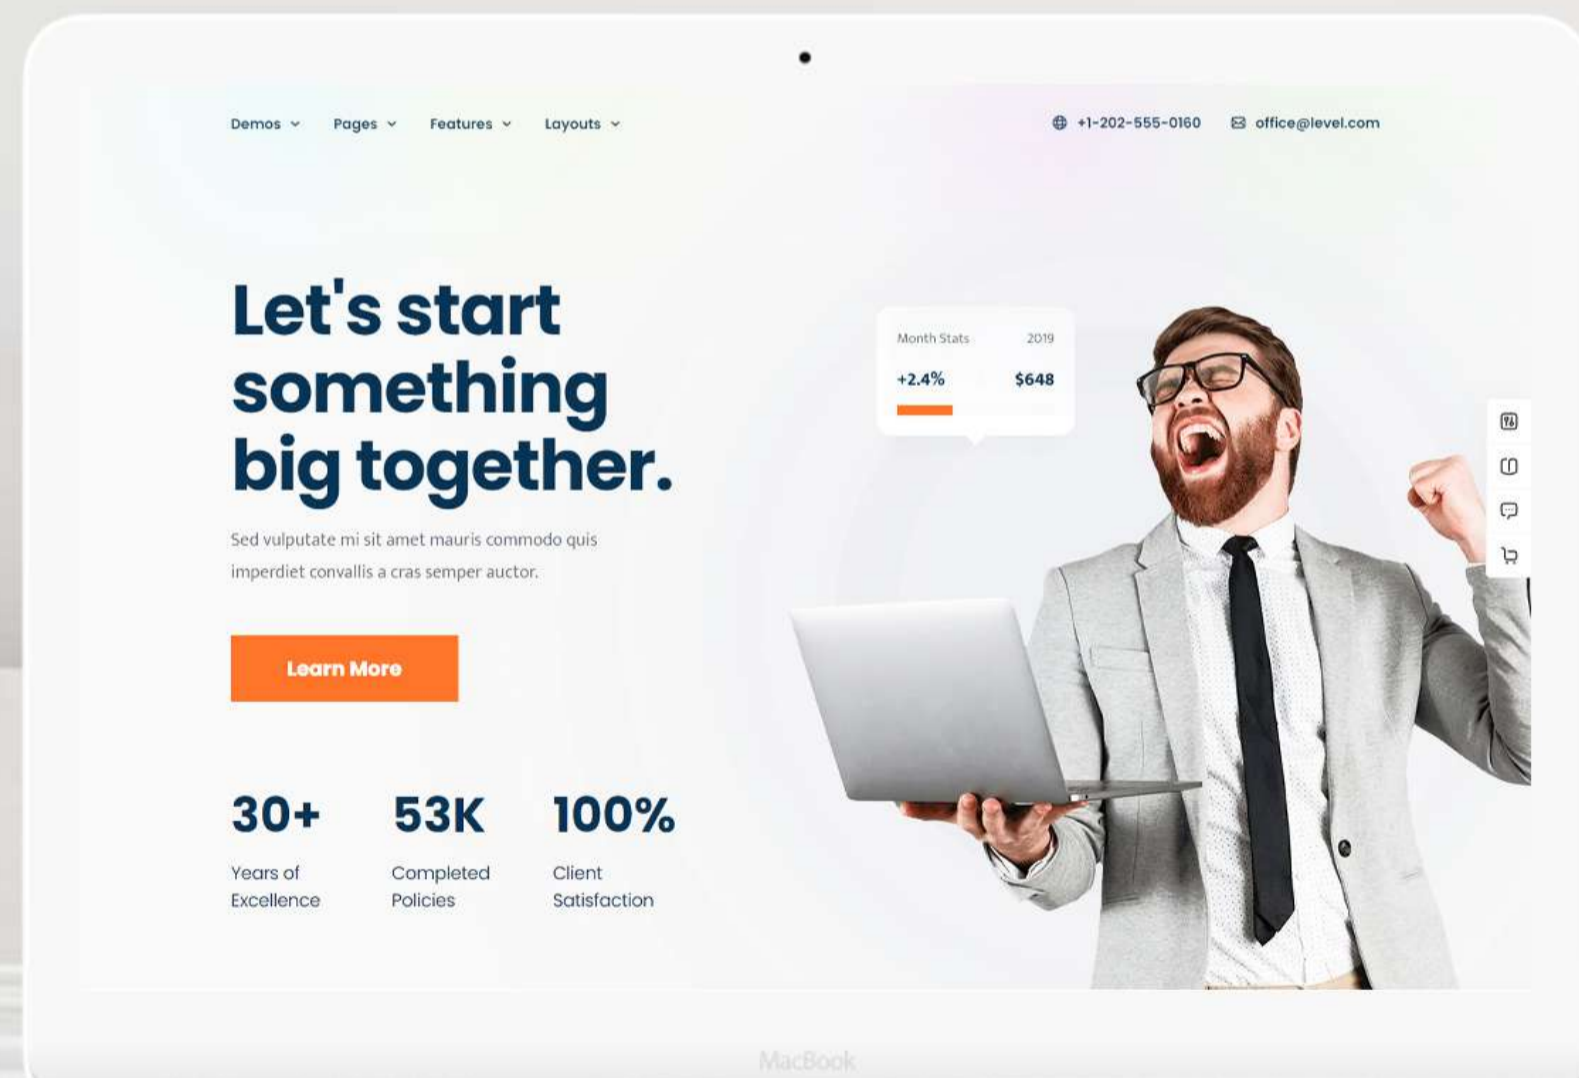 Demos Pages Features Layouts +1-202-555-0160 office@level.com
Let's start
something
big together.
Sed vulputate mi sit amet mauris commodo quis
imperdiet convallis a cras semper auctor.
Learn More
Month Stats 2019
+2.4% $648
30+ 53K 100%
Years of
Excellence
Completed
Policies
Client
Satisfaction
MacBook